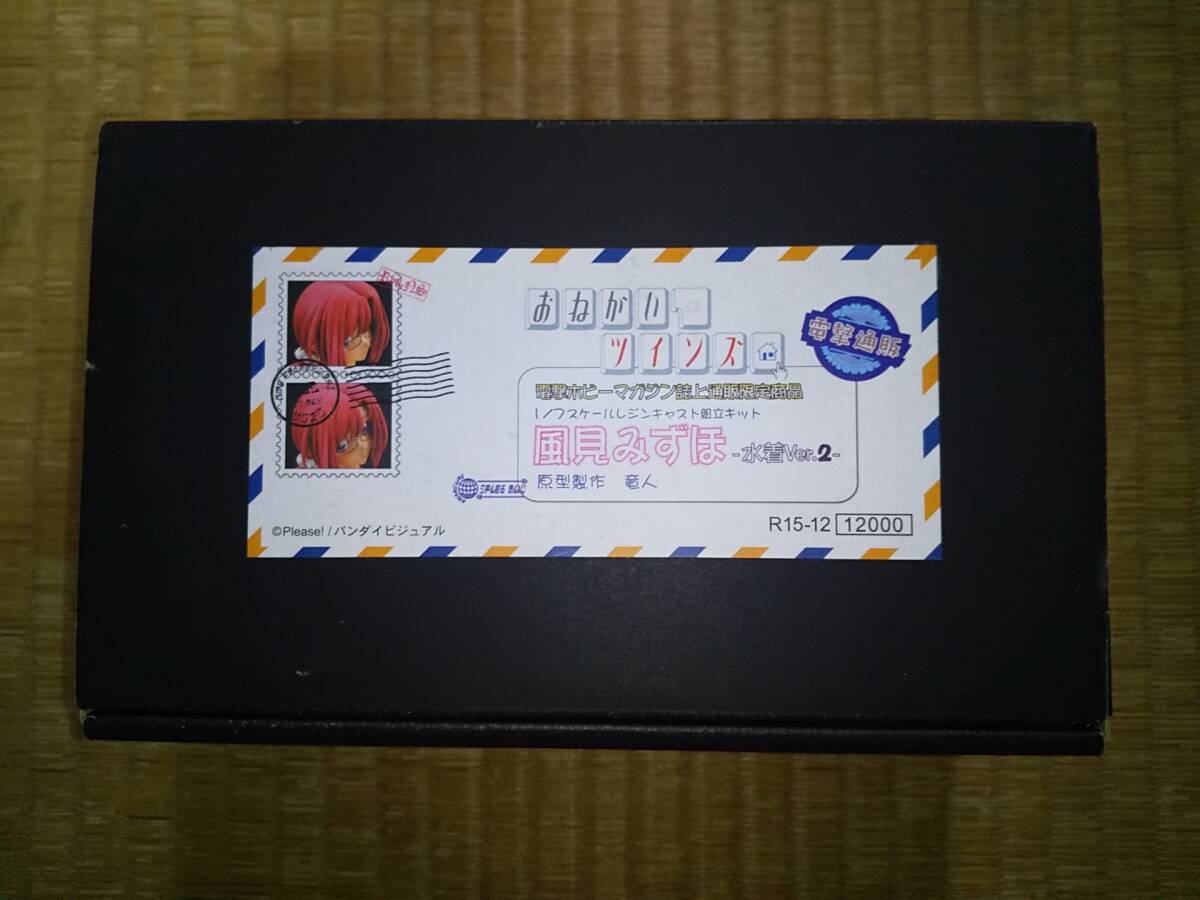 おねがい
ツインズ
電撃通販
電撃ホビーマガジン誌上通販限定商品
1/7スケールレジンキャスト組立キット
風見みずほ -水着Ver.2-
原型製作 竜人
©Please! / バンダイビジュアル
R15-12 12000